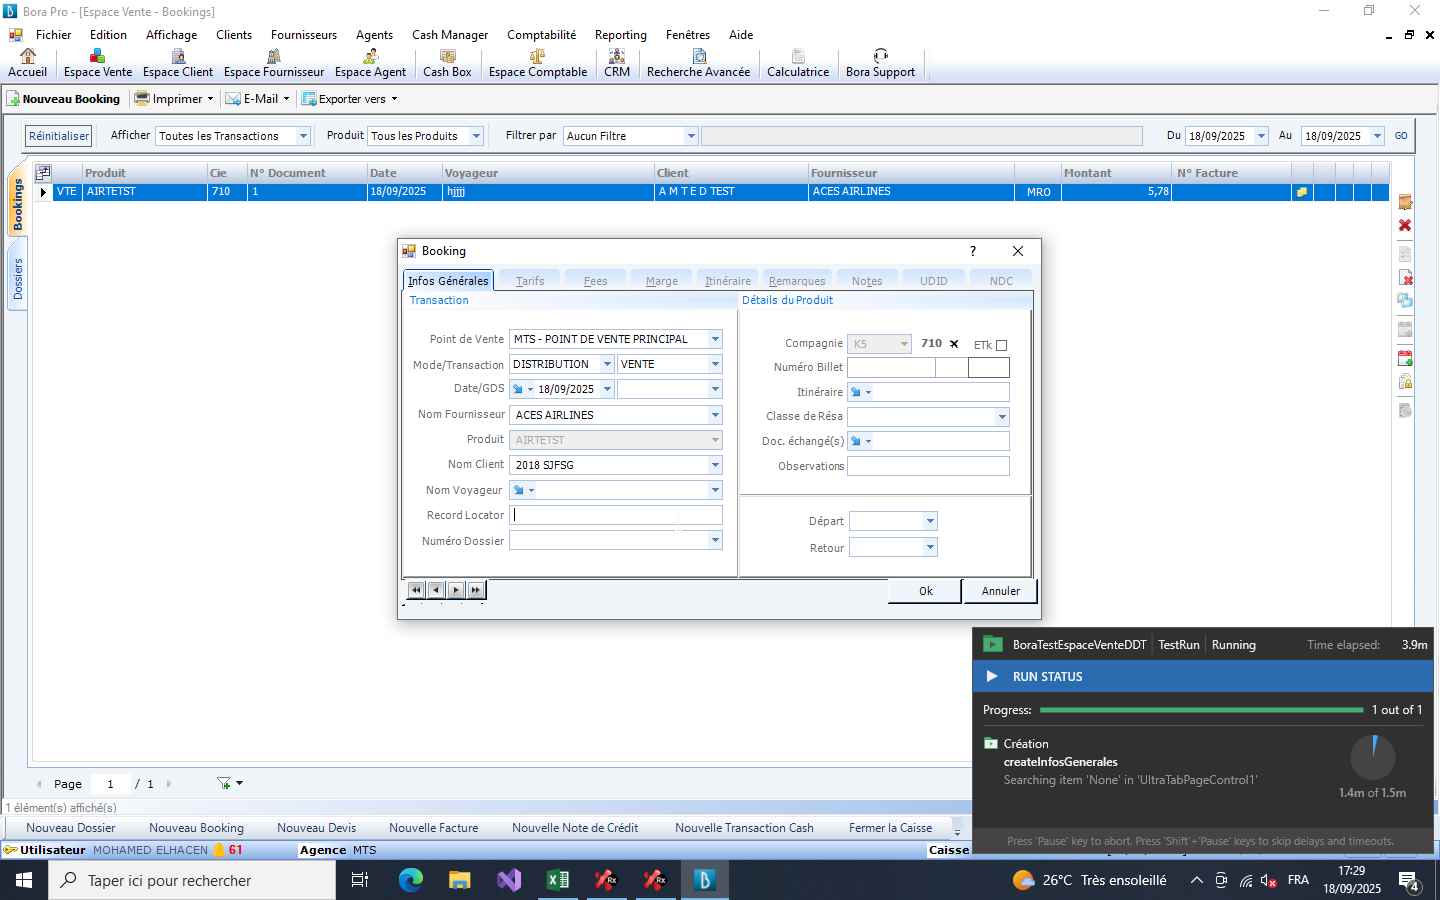 Bora Pro - [Espace Vente - Bookings]
Fichier Edition Affichage Clients Fournisseurs Agents Cash Manager Comptabilité Reporting Fenêtres Aide
Accueil Espace Vente Espace Client Espace Fournisseur Espace Agent Cash Box Espace Comptable CRM Recherche Avancée Calculatrice Bora Support
Nouveau Booking Imprimer E-Mail Exporter vers
Réinitialiser Afficher Toutes les Transactions Produit Tous les Produits Filtrer par Aucun Filtre Du 18/09/2025 Au 18/09/2025 GO
Produit Cie N° Document Date Voyageur Client Fournisseur Montant N° Facture
VTE AIRTETST 710 1 18/09/2025 hjjjj A M T E D TEST ACES AIRLINES MRO 5,78
Bookings
Dossiers
Booking ?
Infos Générales Tarifs Fees Marge Itinéraire Remarques Notes UDID NDC
Transaction
Point de Vente MTS - POINT DE VENTE PRINCIPAL
Mode/Transaction DISTRIBUTION VENTE
Date/GDS 18/09/2025
Nom Fournisseur ACES AIRLINES
Produit AIRTETST
Nom Client 2018 SJFSG
Nom Voyageur
Record Locator
Numéro Dossier
Détails du Produit
Compagnie K5 710 ETk
Numéro Billet
Itinéraire
Classe de Résa
Doc. échangé(s)
Observations
Départ
Retour
Ok Annuler
BoraTestEspaceVenteDDT TestRun Running Time elapsed: 3.9m
RUN STATUS
Progress: 1 out of 1
Création
createInfosGenerales
Searching item 'None' in 'UltraTabPageControl1'
1.4m of 1.5m
Press 'Pause' key to abort. Press 'Shift'+'Pause' keys to skip delays and timeouts.
Page 1 / 1
1 élément(s) affiché(s)
Nouveau Dossier Nouveau Booking Nouveau Devis Nouvelle Facture Nouvelle Note de Crédit Nouvelle Transaction Cash Fermer la Caisse
Utilisateur MOHAMED ELHACEN 61 Agence MTS Caisse
Taper ici pour rechercher
26°C Très ensoleillé FRA 17:29
18/09/2025
4